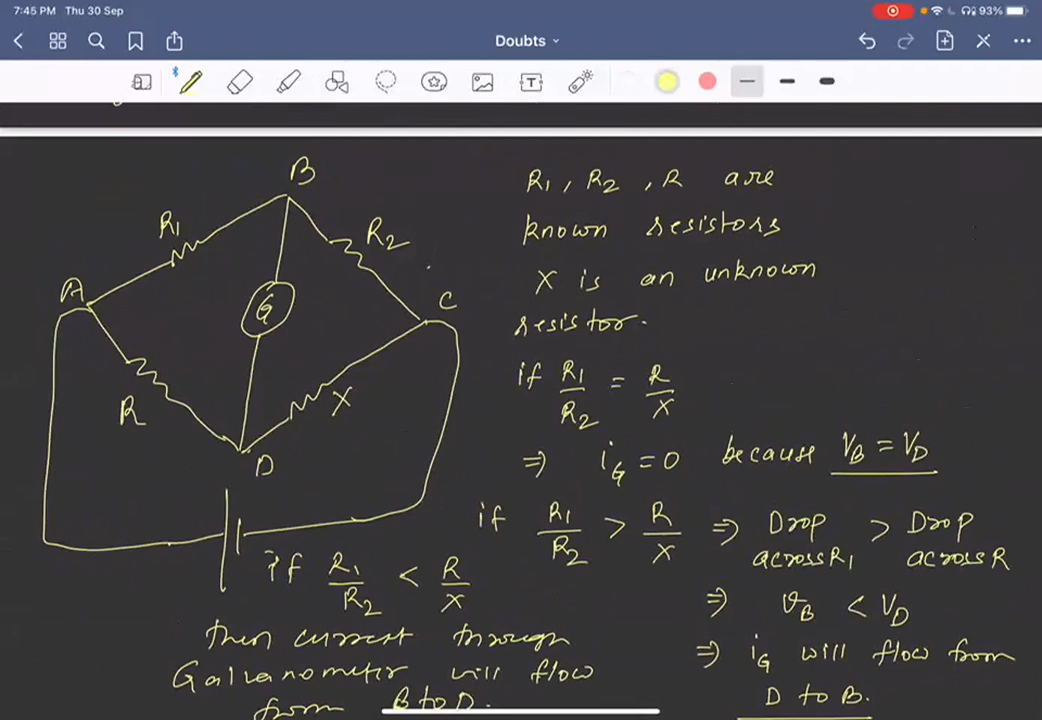 7:45 PM Thu 30 Sep
93%
Doubts
T
B
R1
R2
A
G
C
R
X
D
R1, R2, R are
known resistors
X is an unknown
resistor.
if R1/R2 = R/X
⇒ iG = 0 because VB = VD
if R1/R2 > R/X ⇒ Drop across R1 > Drop across R
⇒ VB < VD
⇒ iG will flow from
D to B.
if R1/R2 < R/X
then current through
Galvanometer will flow
from B to D.